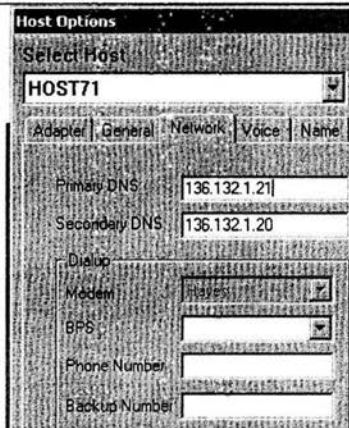 Host Options
Select Host
HOST71
Adapter General Network Voice Name
Primary DNS 136.132.1.21
Secondary DNS 136.132.1.20
Dialup
Modem Hayes
BPS
Phone Number
Backup Number